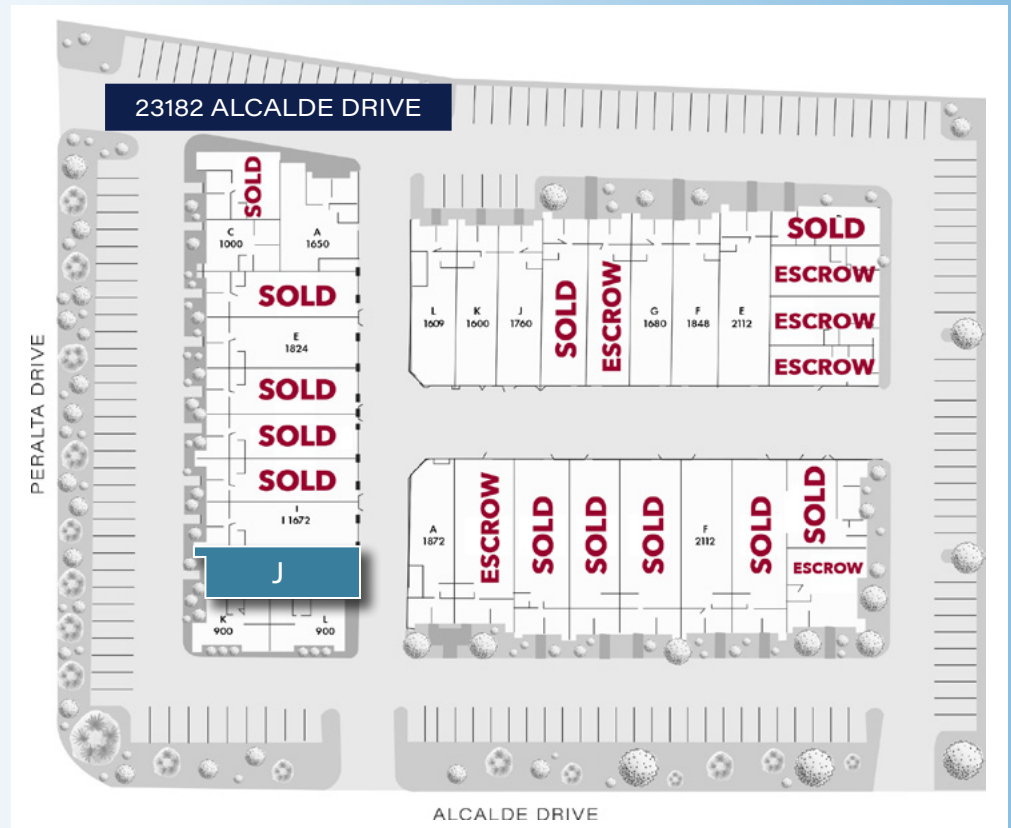 23182 ALCALDE DRIVE
PERALTA DRIVE
SOLD
C
1000
A
1650
SOLD
E
1824
SOLD
SOLD
SOLD
I
I 1672
J
K
900
L
900
L
1609
K
1600
J
1760
SOLD
ESCROW
G
1680
F
1848
E
2112
SOLD
ESCROW
ESCROW
ESCROW
A
1872
ESCROW
SOLD
SOLD
SOLD
F
2112
SOLD
SOLD
ESCROW
ALCALDE DRIVE